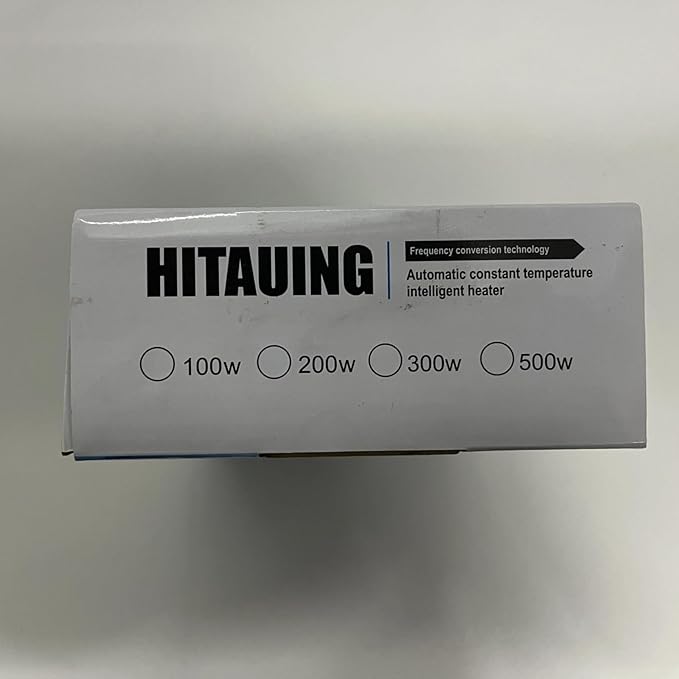 HITAUING
Frequency conversion technology
Automatic constant temperature
intelligent heater
100w 200w 300w 500w